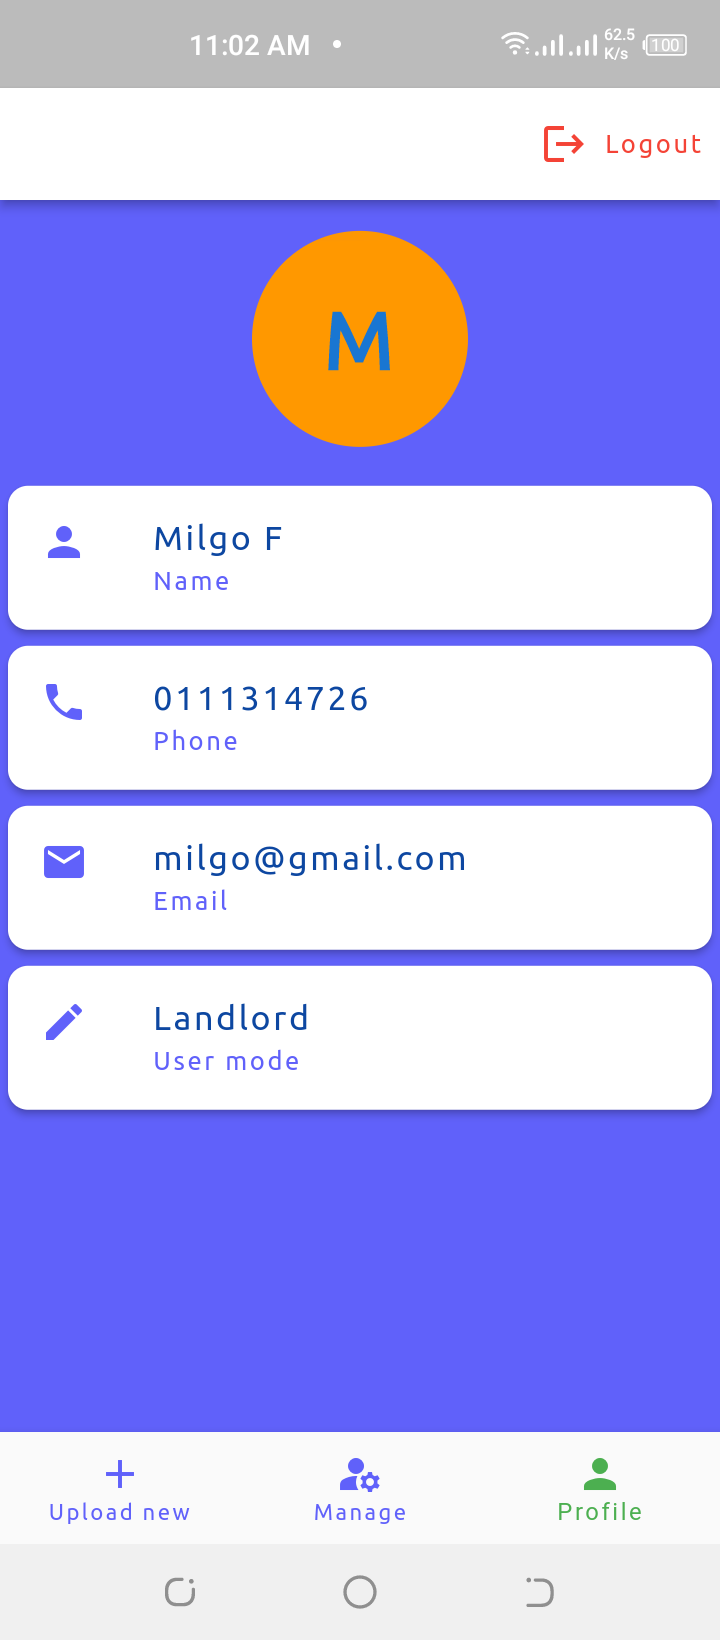 11:02 AM
62.5
K/s
100
Logout
M
Milgo F
Name
0111314726
Phone
milgo@gmail.com
Email
Landlord
User mode
Upload new
Manage
Profile